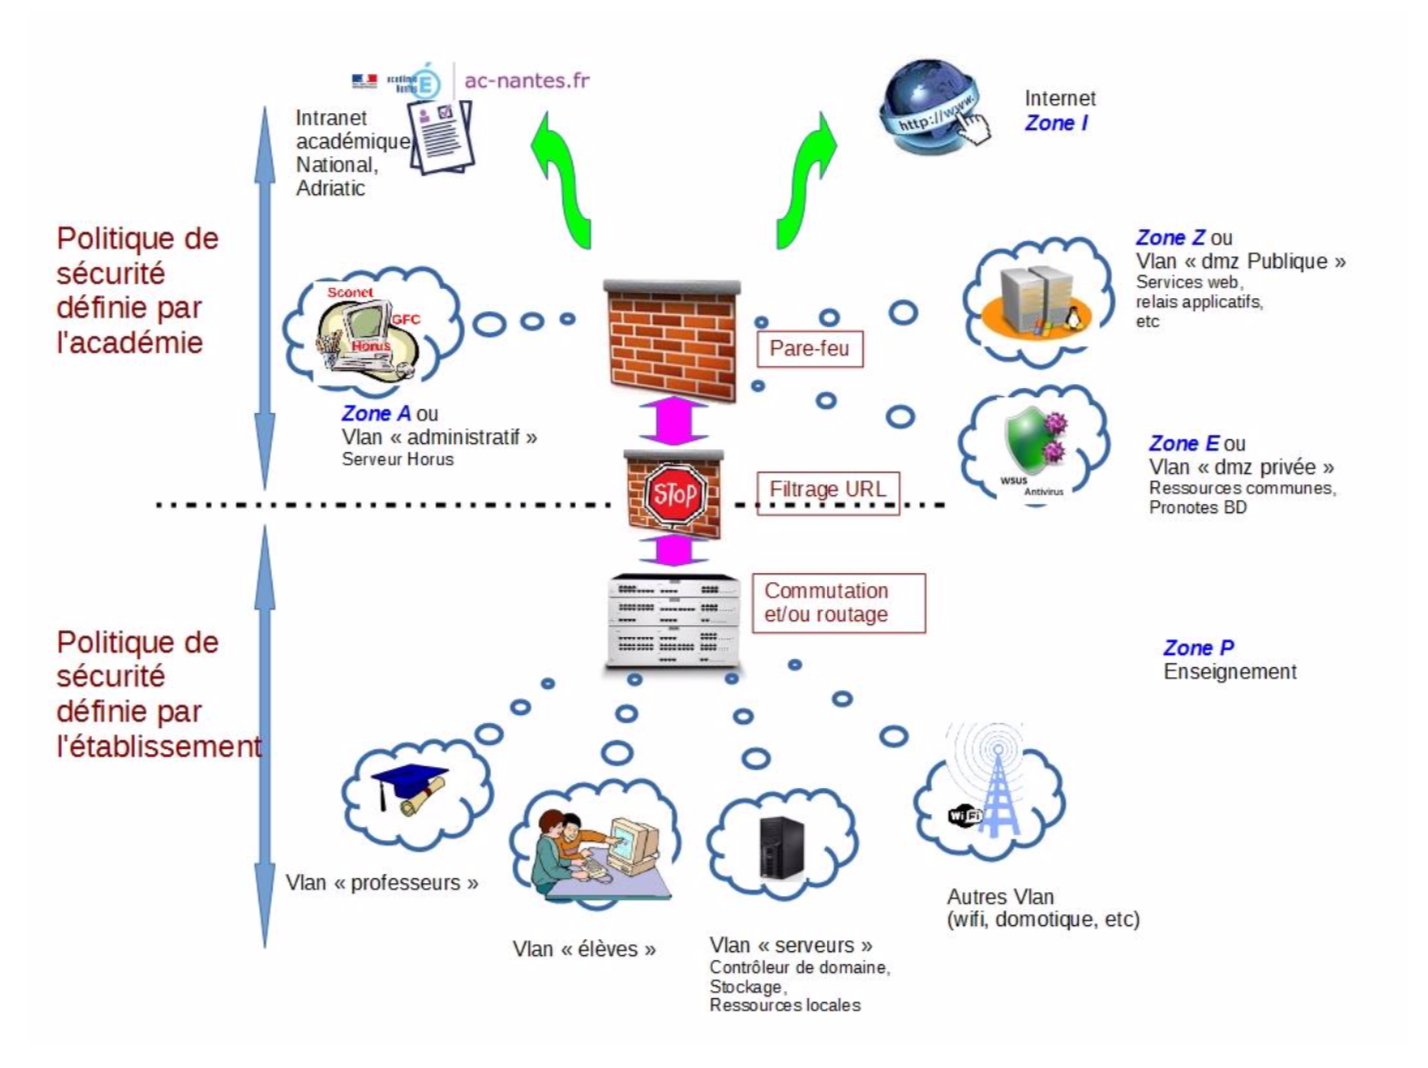 académie
Nantes
É
ac-nantes.fr
Intranet
académique
National,
Adriatic
http://www.
Internet
Zone I
Politique de
sécurité
définie par
l'académie
Sconet
GFC
Horus
Zone A ou
Vlan « administratif »
Serveur Horus
Pare-feu
Zone Z ou
Vlan « dmz Publique »
Services web,
relais applicatifs,
etc
WSUS
Antivirus
Zone E ou
Vlan « dmz privée »
Ressources communes,
Pronotes BD
STOP
Filtrage URL
Commutation
et/ou routage
Zone P
Enseignement
Politique de
sécurité
définie par
l'établissement
Vlan « professeurs »
Vlan « élèves »
Vlan « serveurs »
Contrôleur de domaine,
Stockage,
Ressources locales
WiFi
Autres Vlan
(wifi, domotique, etc)